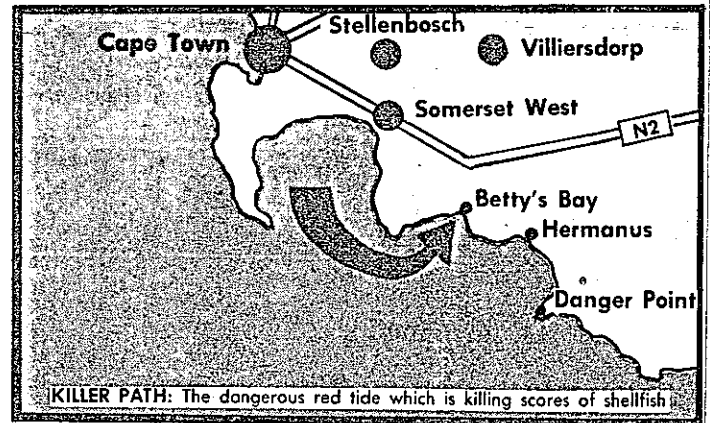 Stellenbosch
Cape Town
Villiersdorp
Somerset West
N2
Betty's Bay
Hermanus
Danger Point
KILLER PATH: The dangerous red tide which is killing scores of shellfish